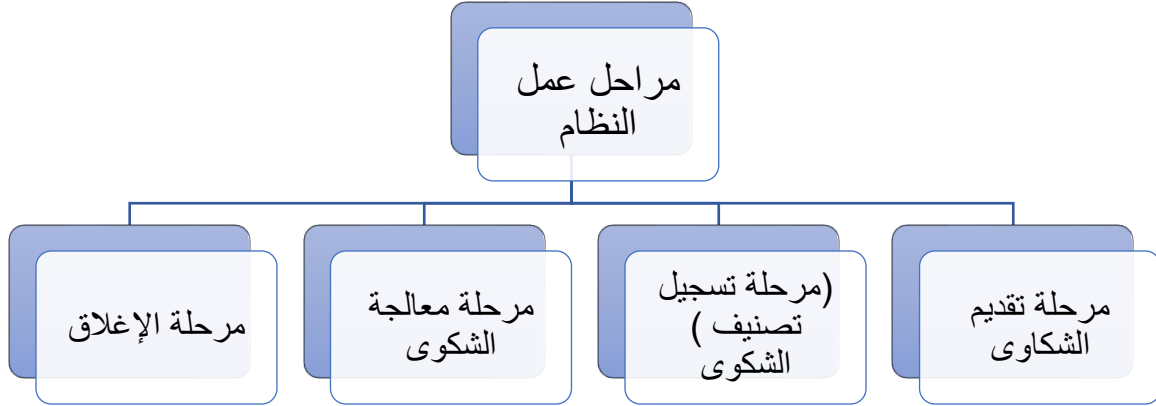 مراحل عمل
النظام
مرحلة تقديم
الشكاوى
(مرحلة تسجيل
تصنيف )
الشكوى
مرحلة معالجة
الشكوى
مرحلة الإغلاق